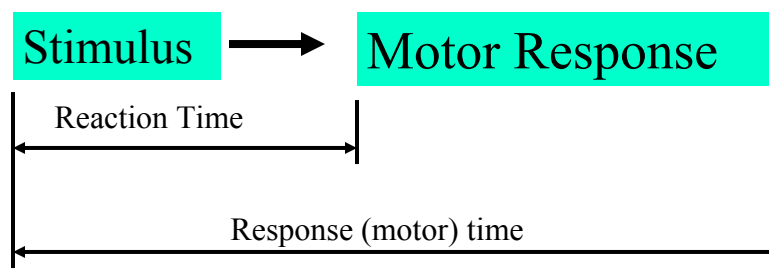 Stimulus
Motor Response
Reaction Time
Response (motor) time